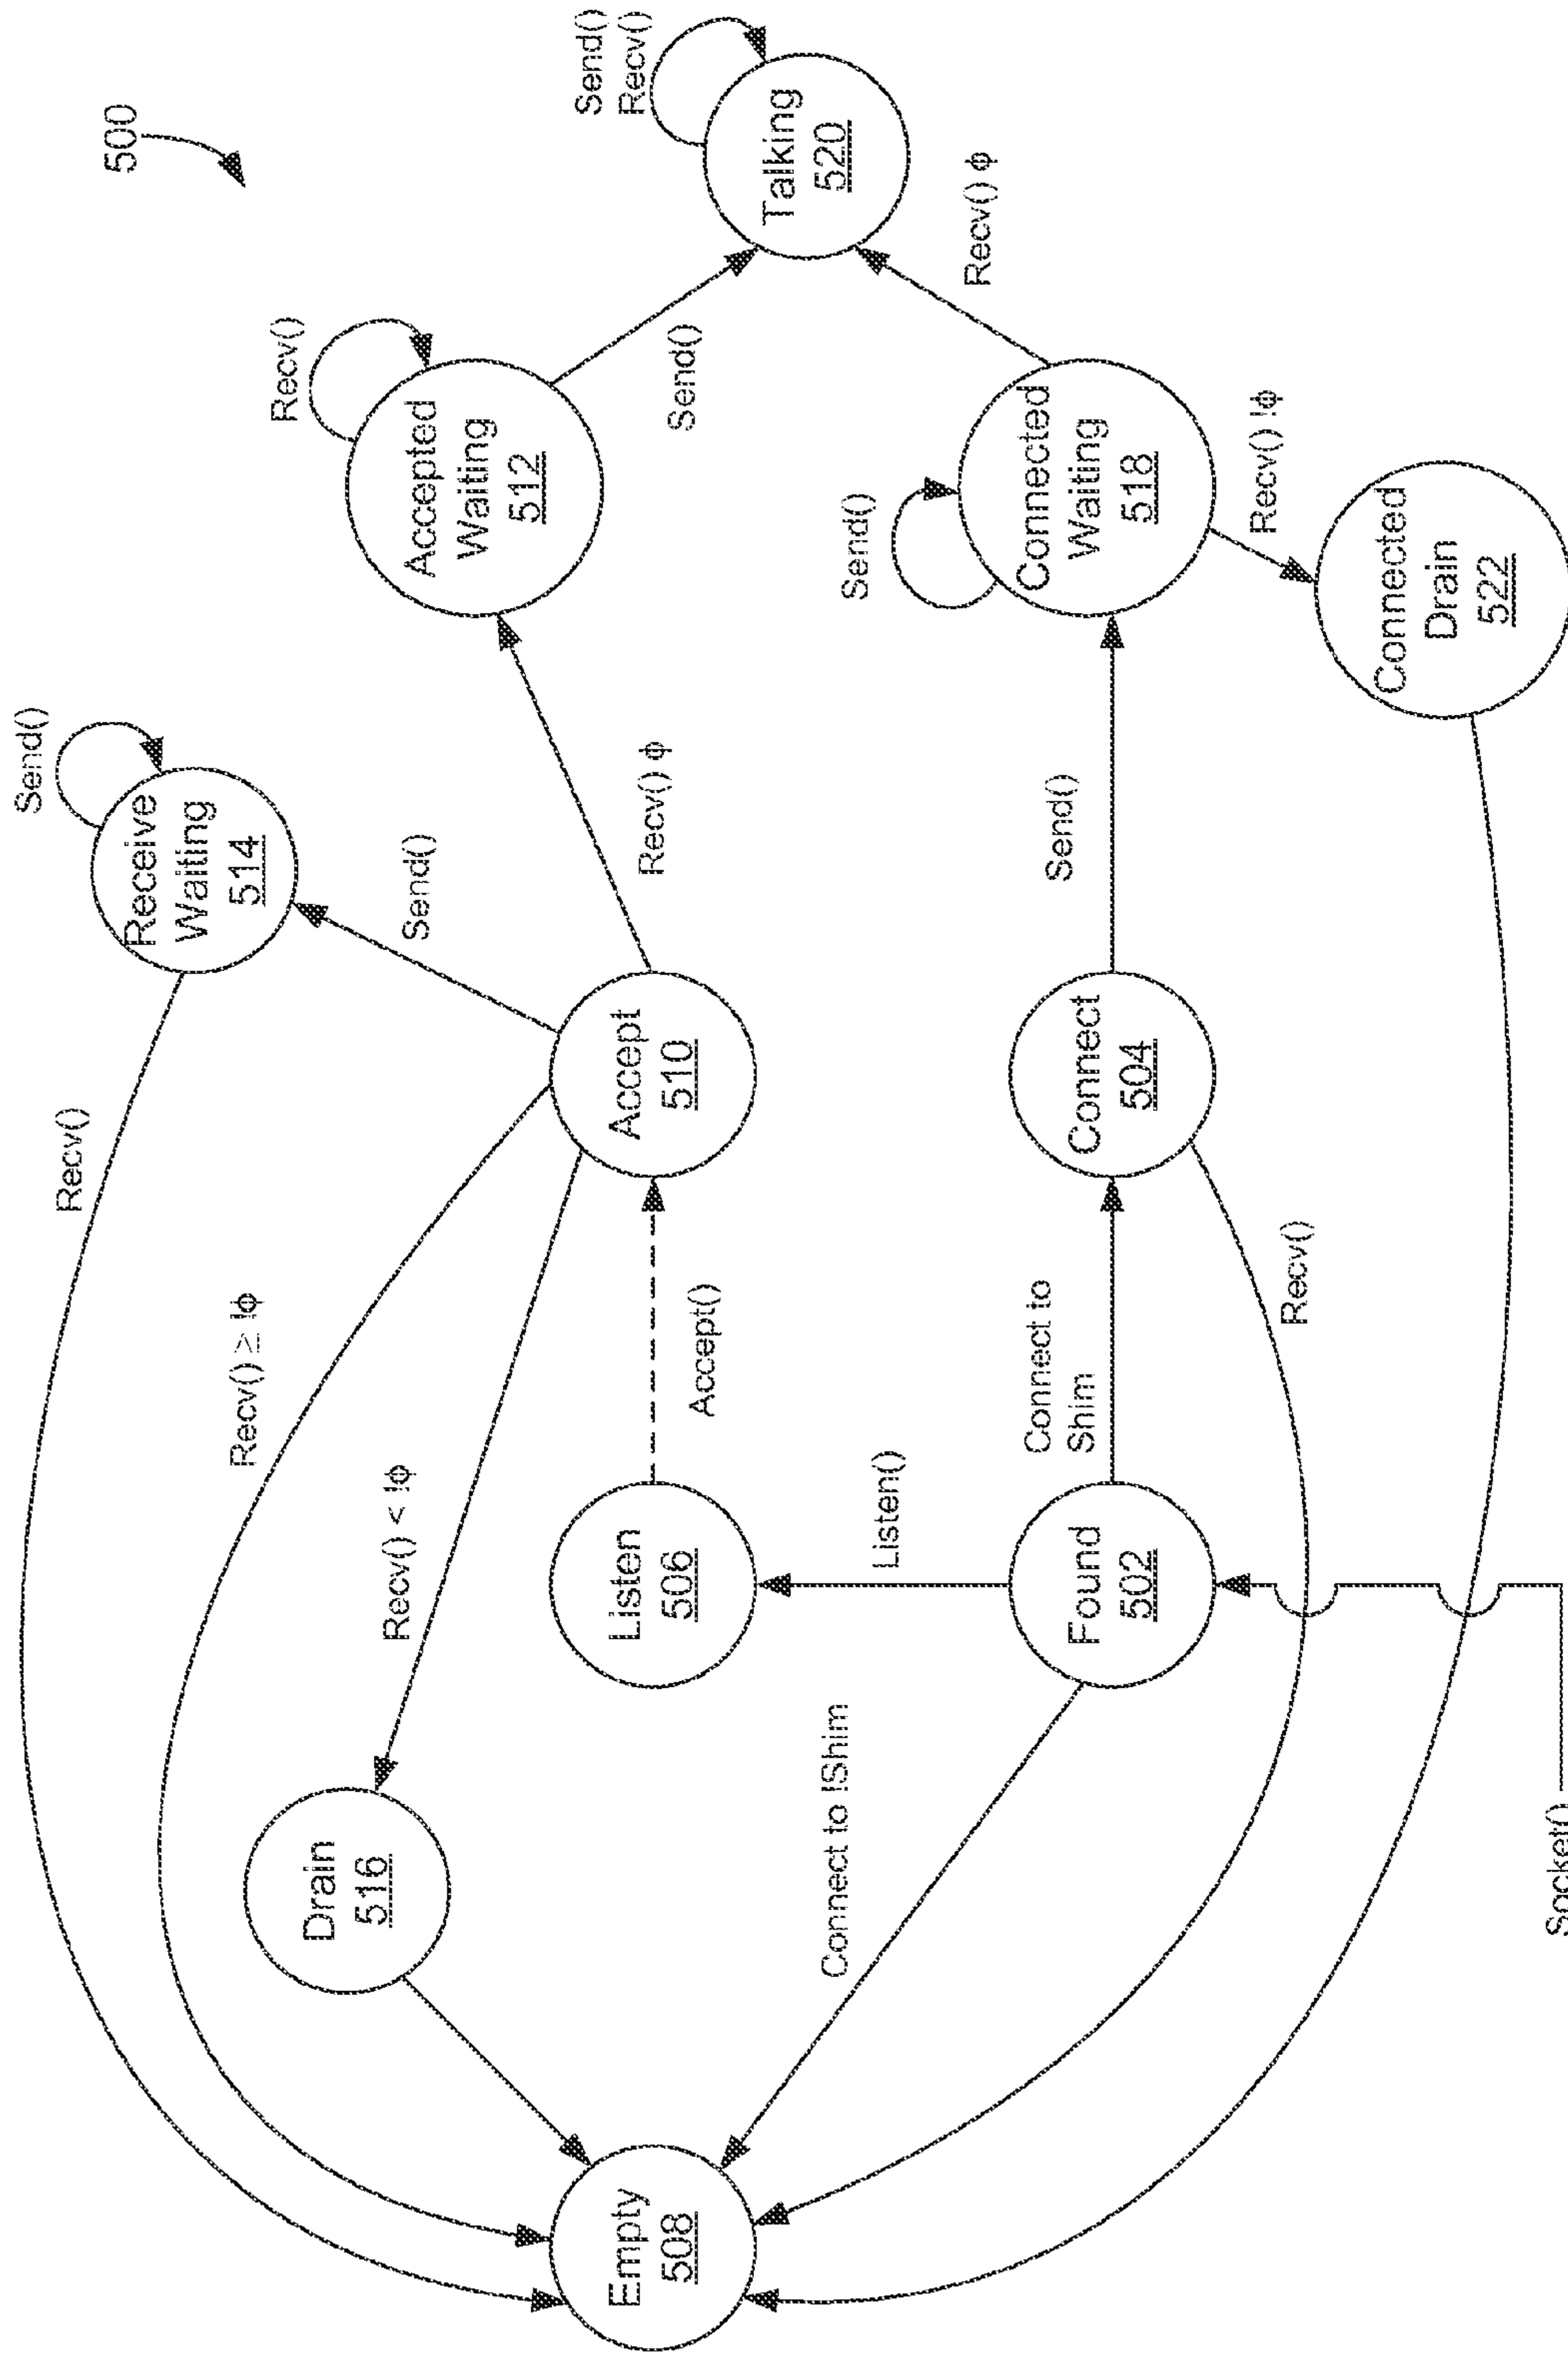 500
Send()
Recv()
Talking
520
Recv()
Accepted
Waiting
512
Send()
Recv() ϕ
Send()
Connected
Waiting
518
Recv() !ϕ
Connected
Drain
522
Send()
Receive
Waiting
514
Send()
Recv() ϕ
Send()
Recv()
Accept
510
Connect
504
Recv() ≥ !ϕ
Recv() < !ϕ
Accept()
Connect to
Shim
Recv()
Listen
506
Listen()
Found
502
Drain
516
Connect to !Shim
Socket()
Empty
508